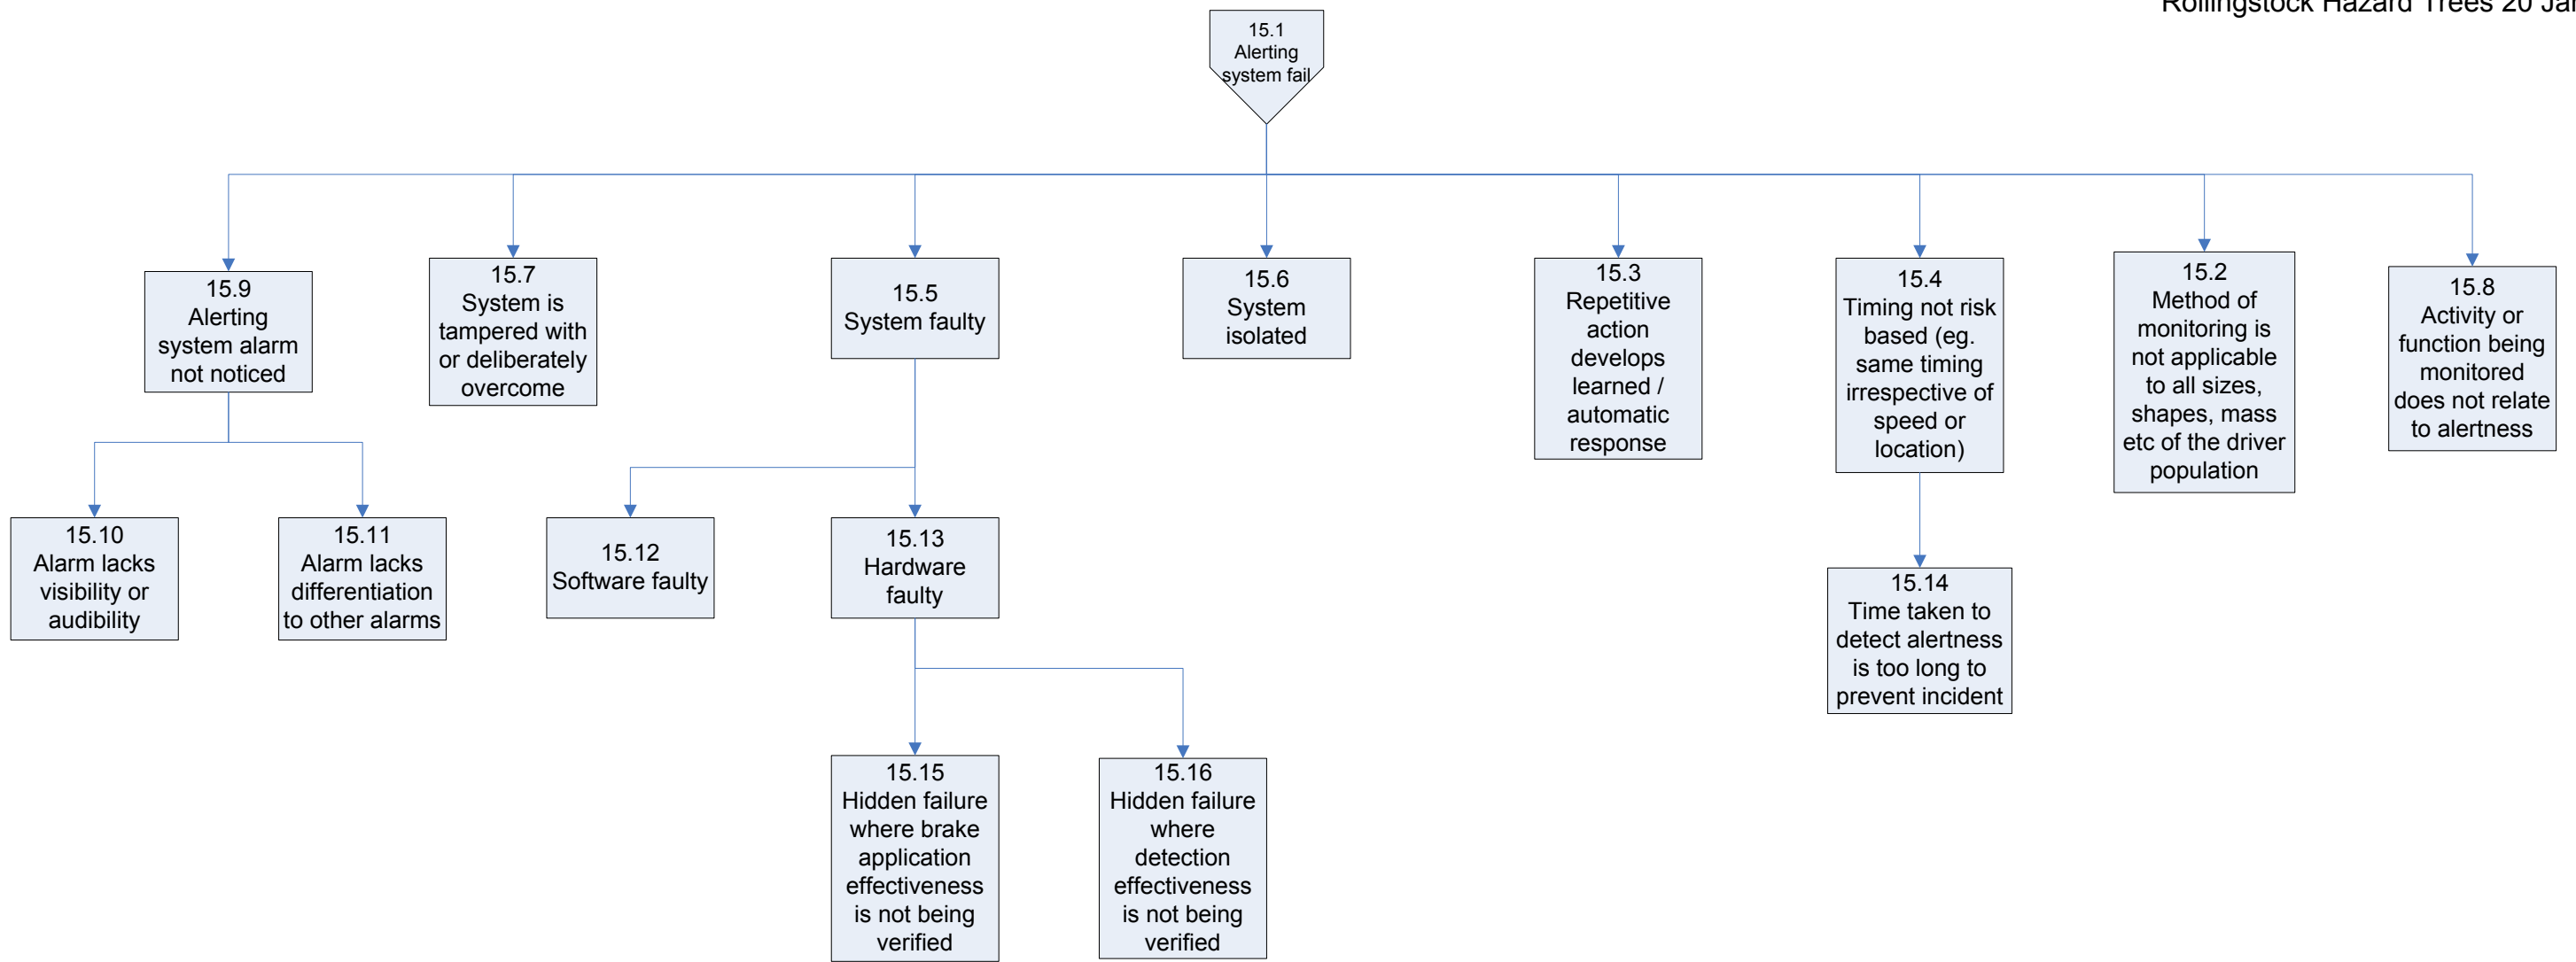 Rollingstock Hazard Trees 20 Jan
15.1
Alerting
system fail
15.9
Alerting
system alarm
not noticed
15.7
System is
tampered with
or deliberately
overcome
15.5
System faulty
15.6
System
isolated
15.3
Repetitive
action
develops
learned /
automatic
response
15.4
Timing not risk
based (eg.
same timing
irrespective of
speed or
location)
15.2
Method of
monitoring is
not applicable
to all sizes,
shapes, mass
etc of the driver
population
15.8
Activity or
function being
monitored
does not relate
to alertness
15.10
Alarm lacks
visibility or
audibility
15.11
Alarm lacks
differentiation
to other alarms
15.12
Software faulty
15.13
Hardware
faulty
15.14
Time taken to
detect alertness
is too long to
prevent incident
15.15
Hidden failure
where brake
application
effectiveness
is not being
verified
15.16
Hidden failure
where
detection
effectiveness
is not being
verified